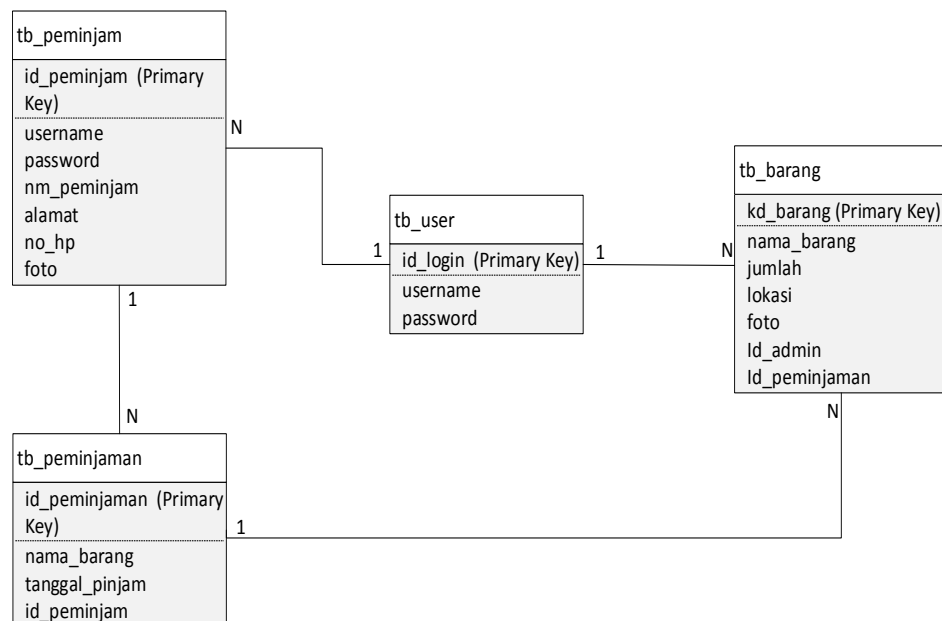 tb_peminjam
id_peminjam (Primary
Key)
username
password
nm_peminjam
alamat
no_hp
foto
N
1
tb_user
id_login (Primary Key)
username
password
1
1
N
tb_barang
kd_barang (Primary Key)
nama_barang
jumlah
lokasi
foto
Id_admin
Id_peminjaman
N
N
tb_peminjaman
id_peminjaman (Primary
Key)
nama_barang
tanggal_pinjam
id_peminjam
1